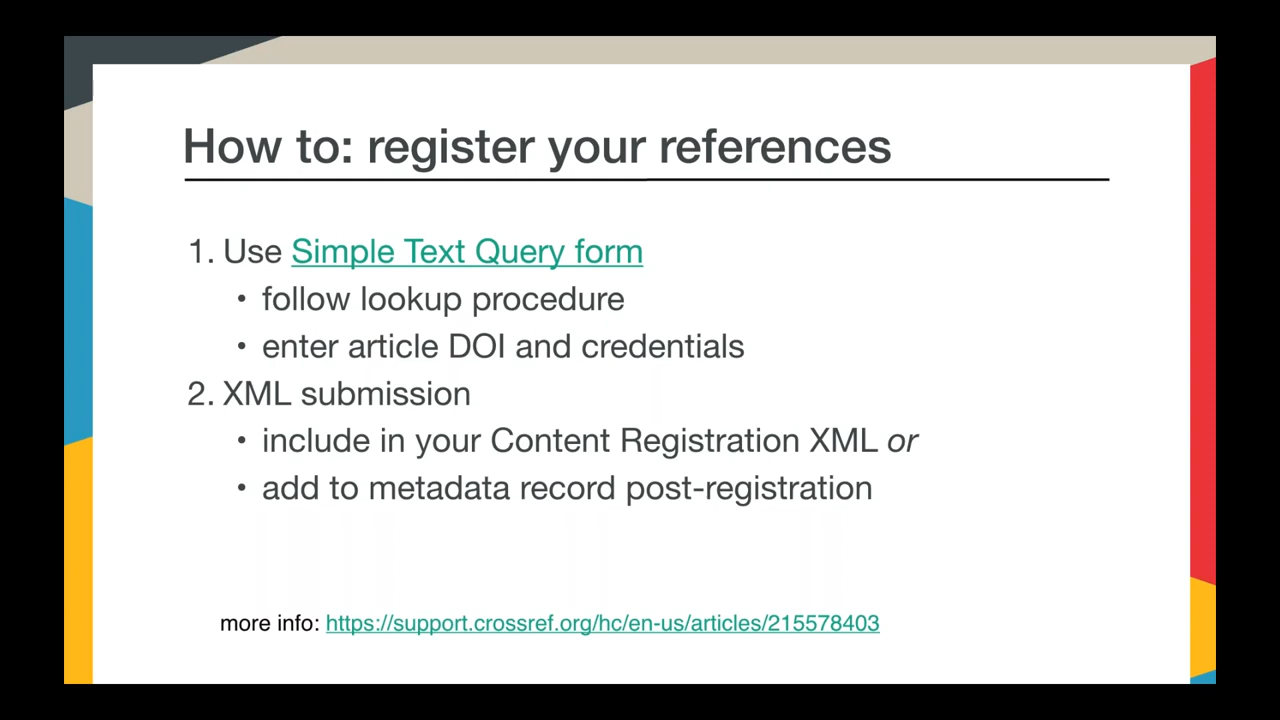 How to: register your references
1. Use Simple Text Query form
• follow lookup procedure
• enter article DOI and credentials
2. XML submission
• include in your Content Registration XML or
• add to metadata record post-registration
more info: https://support.crossref.org/hc/en-us/articles/215578403